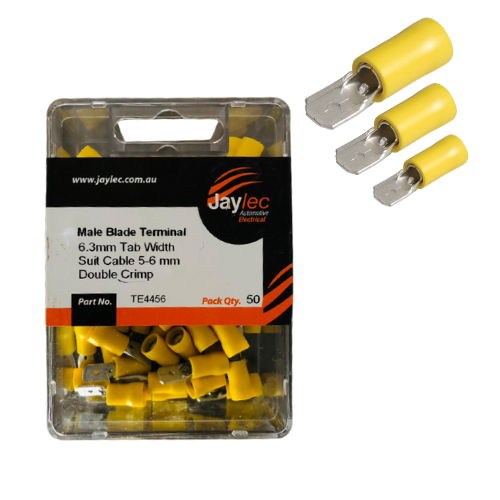 www.jaylec.com.au
Jaylec
Automotive
Electrical
Male Blade Terminal
6.3mm Tab Width
Suit Cable 5-6 mm
Double Crimp
Part No. TE4456 Pack Qty. 50